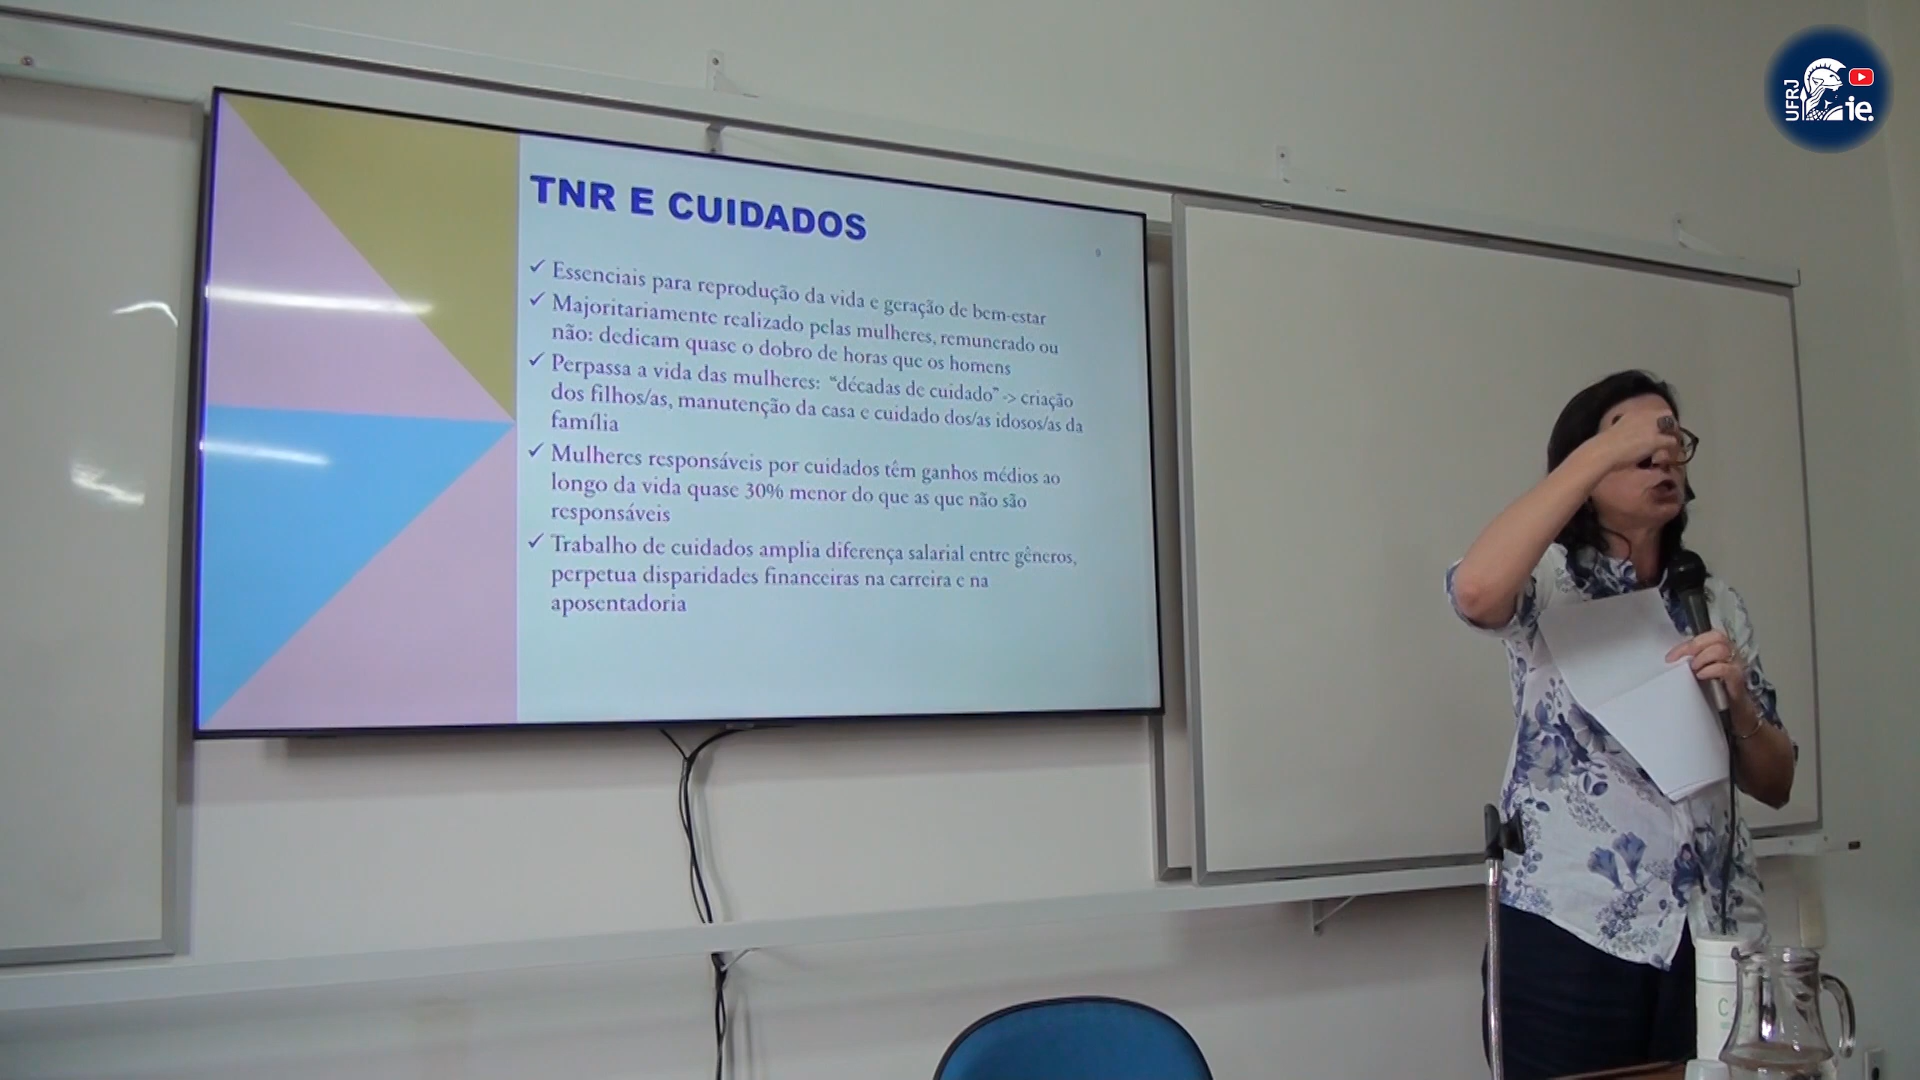 UFRJ
ie.
TNR E CUIDADOS
9
✓ Essenciais para reprodução da vida e geração de bem-estar
✓ Majoritariamente realizado pelas mulheres, remunerado ou
não: dedicam quase o dobro de horas que os homens
✓ Perpassa a vida das mulheres: “décadas de cuidado” -> criação
dos filhos/as, manutenção da casa e cuidado dos/as idosos/as da
família
✓ Mulheres responsáveis por cuidados têm ganhos médios ao
longo da vida quase 30% menor do que as que não são
responsáveis
✓ Trabalho de cuidados amplia diferença salarial entre gêneros,
perpetua disparidades financeiras na carreira e na
aposentadoria